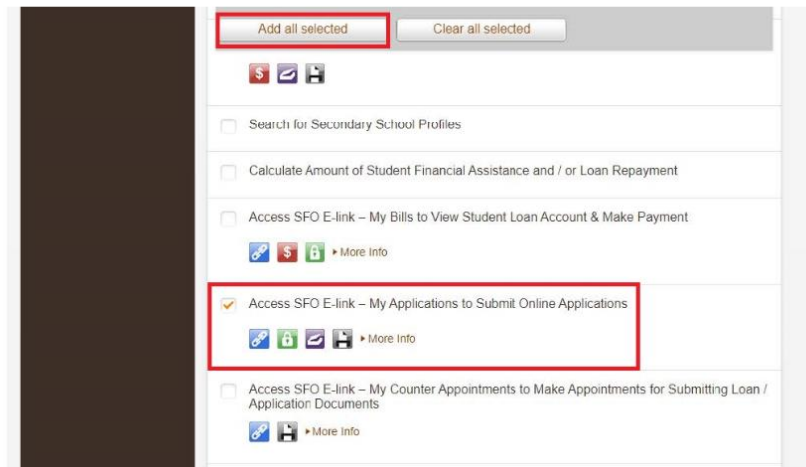 Add all selected
Clear all selected
$
Search for Secondary School Profiles
Calculate Amount of Student Financial Assistance and / or Loan Repayment
Access SFO E-link – My Bills to View Student Loan Account & Make Payment
$
More Info
Access SFO E-link – My Applications to Submit Online Applications
More Info
Access SFO E-link – My Counter Appointments to Make Appointments for Submitting Loan /
Application Documents
More Info